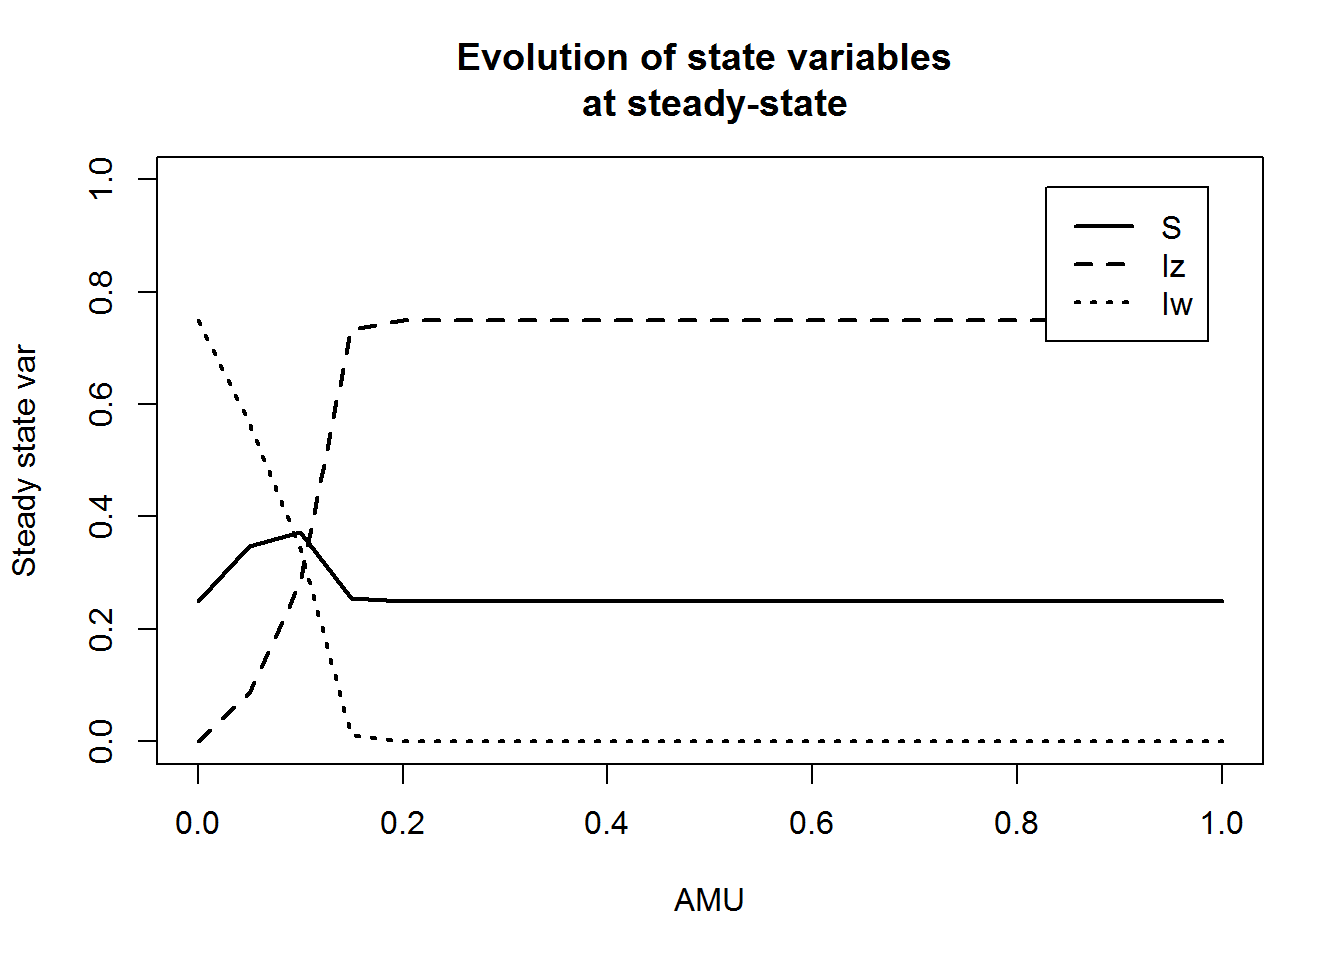 Evolution of state variables
at steady-state
Steady state var
1.0
0.8
0.6
0.4
0.2
0.0
S
Iz
Iw
0.0 0.2 0.4 0.6 0.8 1.0
AMU